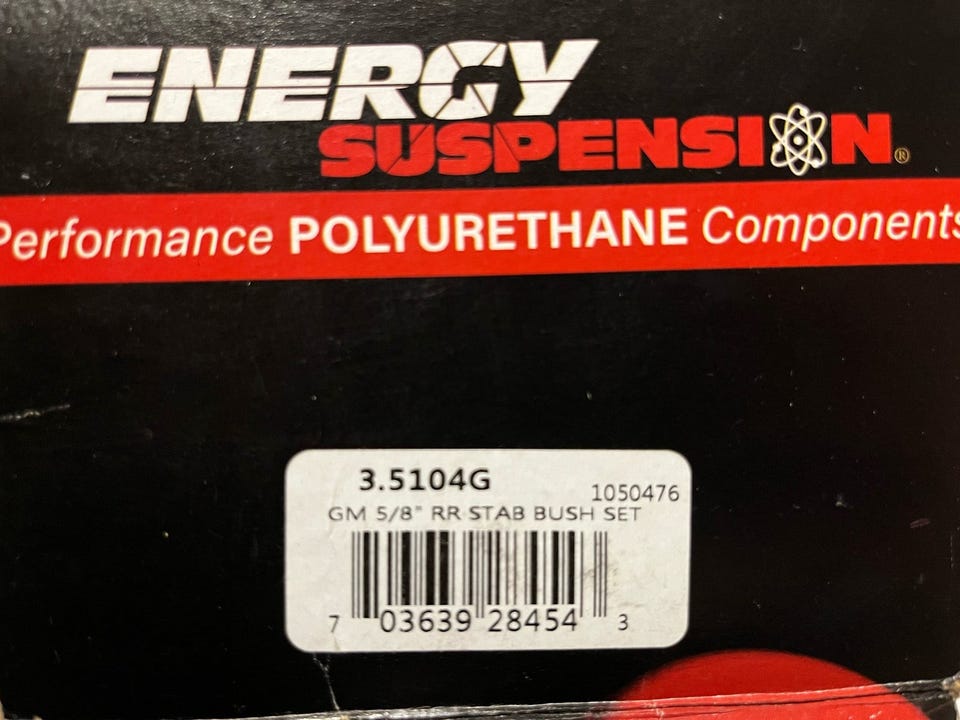 ENERGY
SUSPENSION®
Performance POLYURETHANE Components
3.5104G
1050476
GM 5/8" RR STAB BUSH SET
7 03639 28454 3